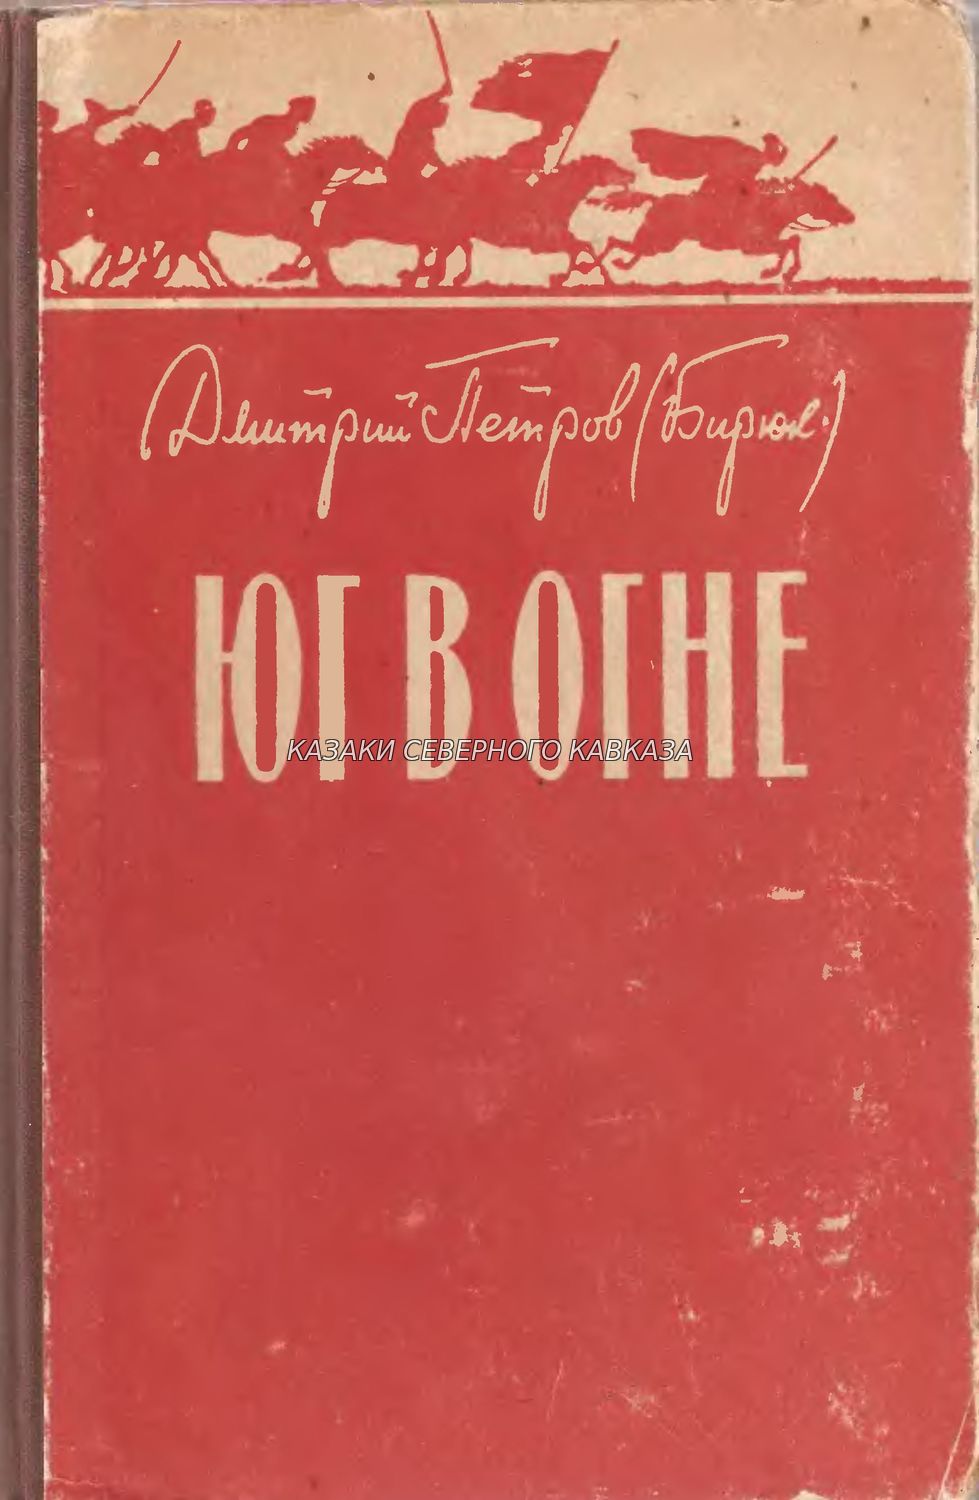 Дмитрий Петров (Бирюк)
ЮГ В ОГНЕ
КАЗАКИ СЕВЕРНОГО КАВКАЗА